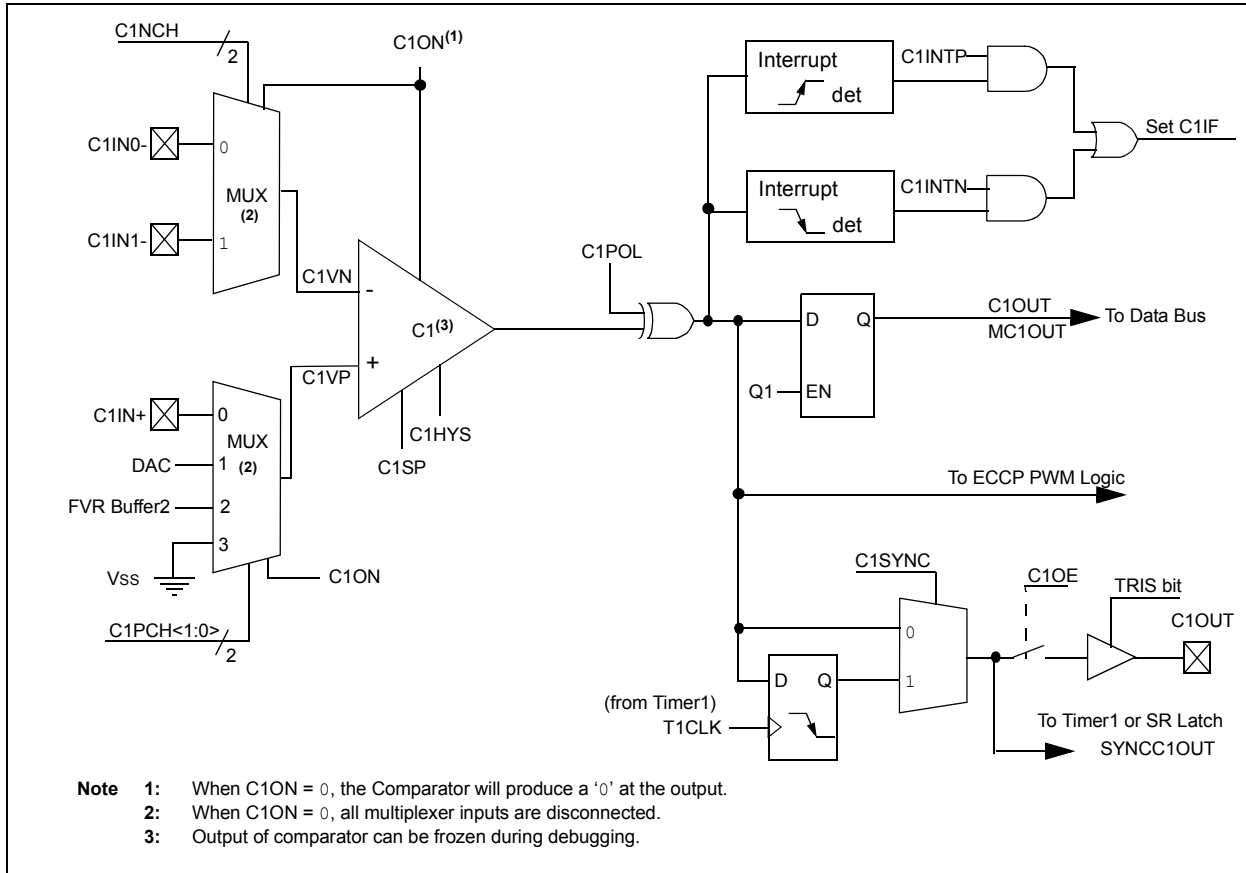 C1NCH
2
C1ON(1)
C1IN0-
0
MUX
(2)
C1IN1-
1
C1VN
-
C1(3)
+
C1VP
C1HYS
C1SP
C1IN+
0
MUX
(2)
DAC
1
FVR Buffer2
2
3
VSS
C1ON
C1PCH<1:0>
2
C1POL
Interrupt
det
C1INTP
Interrupt
det
C1INTN
Set C1IF
D
Q
Q1
EN
C1OUT
MC1OUT
To Data Bus
To ECCP PWM Logic
C1SYNC
0
1
D
Q
(from Timer1)
T1CLK
C1OE
TRIS bit
C1OUT
To Timer1 or SR Latch
SYNCC1OUT
Note 1: When C1ON = 0, the Comparator will produce a ‘0’ at the output.
2: When C1ON = 0, all multiplexer inputs are disconnected.
3: Output of comparator can be frozen during debugging.